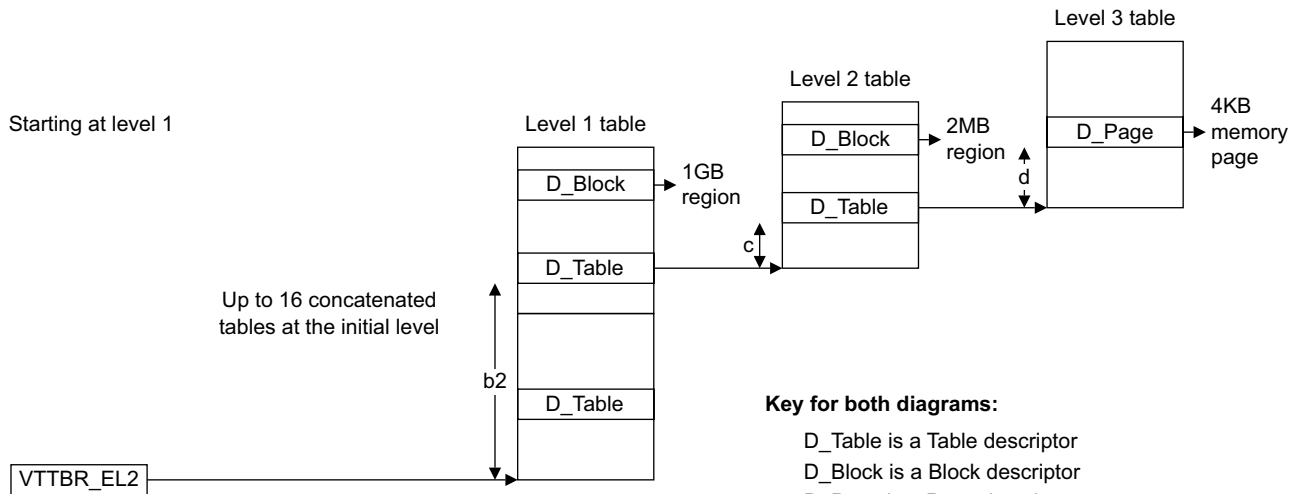 Level 3 table
Level 2 table
Starting at level 1
Level 1 table
D_Block
2MB
region
D_Page
4KB
memory
page
d
D_Block
1GB
region
D_Table
c
D_Table
Up to 16 concatenated
tables at the initial level
b2
D_Table
Key for both diagrams:
D_Table is a Table descriptor
D_Block is a Block descriptor
VTTBR_EL2